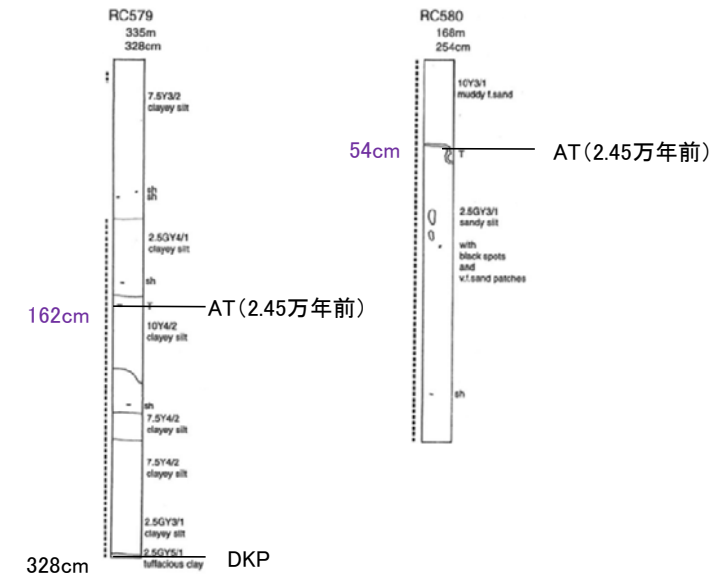 RC579
335m
328cm
7.5Y3/2
clayey silt
sh
sh
2.5GY4/1
clayey silt
sh
162cm
T
AT(2.45万年前)
10Y4/2
clayey silt
sh
7.5Y4/2
clayey silt
7.5Y4/2
clayey silt
2.5GY3/1
clayey silt
2.5GY5/1
tuffacious clay
328cm
DKP
RC580
168m
254cm
10Y3/1
muddy f.sand
54cm
T
AT(2.45万年前)
2.5GY3/1
sandy silt
with
black spots
and
v.f.sand patches
sh